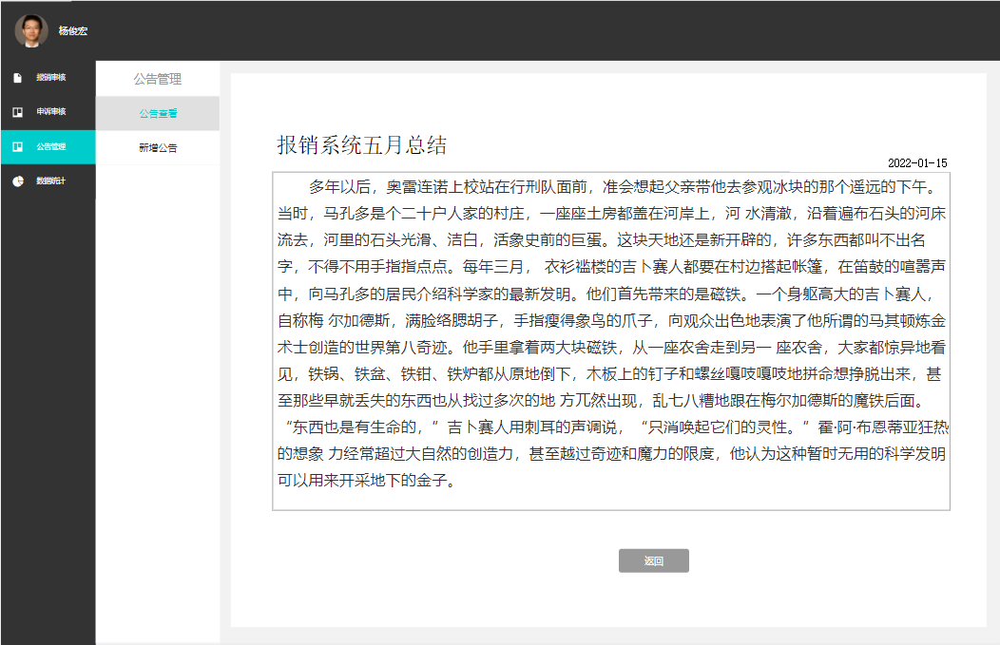 杨俊宏
报销审核
申诉审核
公告管理
数据统计
公告管理
公告查看
新增公告
报销系统五月总结
2022-01-15
多年以后，奥雷连诺上校站在行刑队面前，准会想起父亲带他去参观冰块的那个遥远的下午。
当时，马孔多是个二十户人家的村庄，一座座土房都盖在河岸上，河 水清澈，沿着遍布石头的河床
流去，河里的石头光滑、洁白，活象史前的巨蛋。这块天地还是新开辟的，许多东西都叫不出名
字，不得不用手指指点点。每年三月， 衣衫褴楼的吉卜赛人都要在村边搭起帐篷，在笛鼓的喧嚣声
中，向马孔多的居民介绍科学家的最新发明。他们首先带来的是磁铁。一个身躯高大的吉卜赛人，
自称梅 尔加德斯，满脸络腮胡子，手指瘦得象鸟的爪子，向观众出色地表演了他所谓的马其顿炼金
术士创造的世界第八奇迹。他手里拿着两大块磁铁，从一座农舍走到另一 座农舍，大家都惊异地看
见，铁锅、铁盆、铁钳、铁炉都从原地倒下，木板上的钉子和螺丝嘎吱嘎吱地拼命想挣脱出来，甚
至那些早就丢失的东西也从找过多次的地 方兀然出现，乱七八糟地跟在梅尔加德斯的魔铁后面。
“东西也是有生命的，”吉卜赛人用刺耳的声调说，“只消唤起它们的灵性。”霍·阿·布恩蒂亚狂热
的想象 力经常超过大自然的创造力，甚至越过奇迹和魔力的限度，他认为这种暂时无用的科学发明
可以用来开采地下的金子。
返回